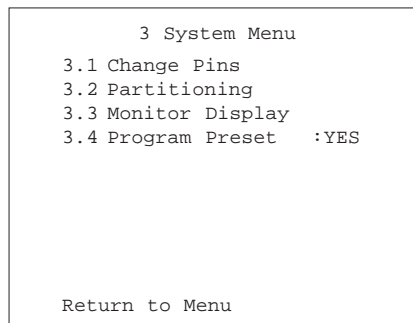 3 System Menu
3.1 Change Pins
3.2 Partitioning
3.3 Monitor Display
3.4 Program Preset :YES
Return to Menu